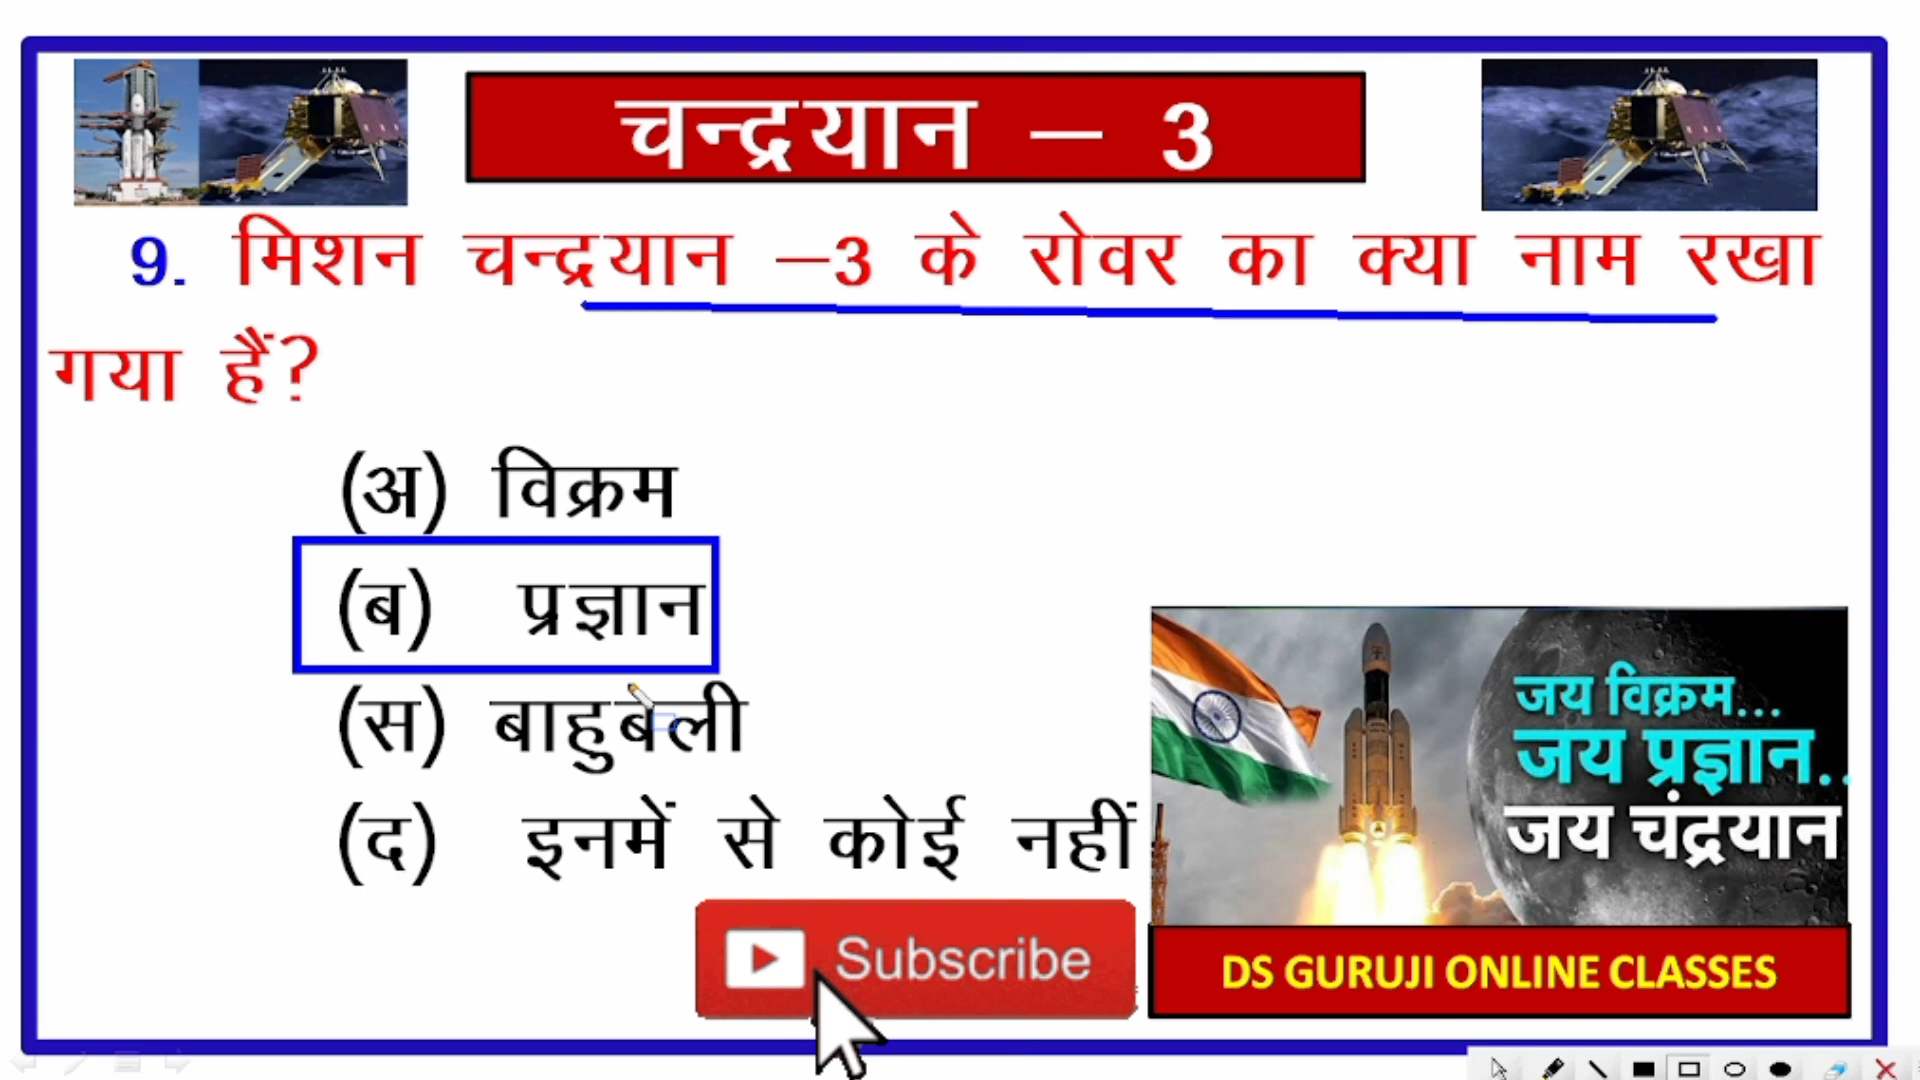 चन्द्रयान – 3
9. मिशन चन्द्रयान –3 के रोवर का क्या नाम रखा
गया हैं?
(अ) विक्रम
(ब) प्रज्ञान
(स) बाहुबली
(द) इनमें से कोई नहीं
जय विक्रम...
जय प्रज्ञान..
जय चंद्रयान
Subscribe
DS GURUJI ONLINE CLASSES